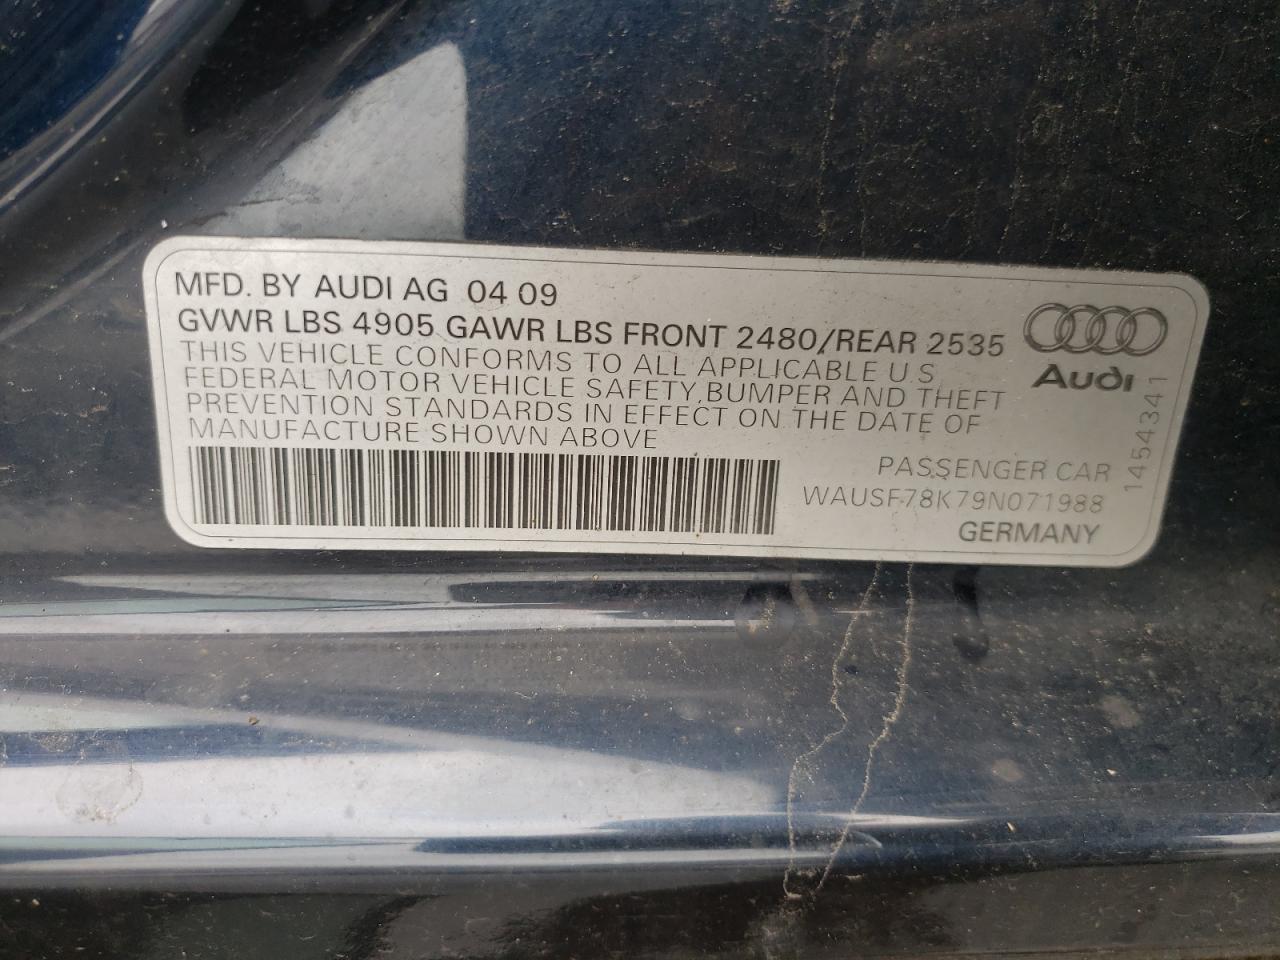 MFD. BY AUDI AG 04 09
GVWR LBS 4905 GAWR LBS FRONT 2480/REAR 2535
THIS VEHICLE CONFORMS TO ALL APPLICABLE U S
FEDERAL MOTOR VEHICLE SAFETY, BUMPER AND THEFT
PREVENTION STANDARDS IN EFFECT ON THE DATE OF
MANUFACTURE SHOWN ABOVE
Audi
1454341
PASSENGER CAR
WAUSF78K79N071988
GERMANY